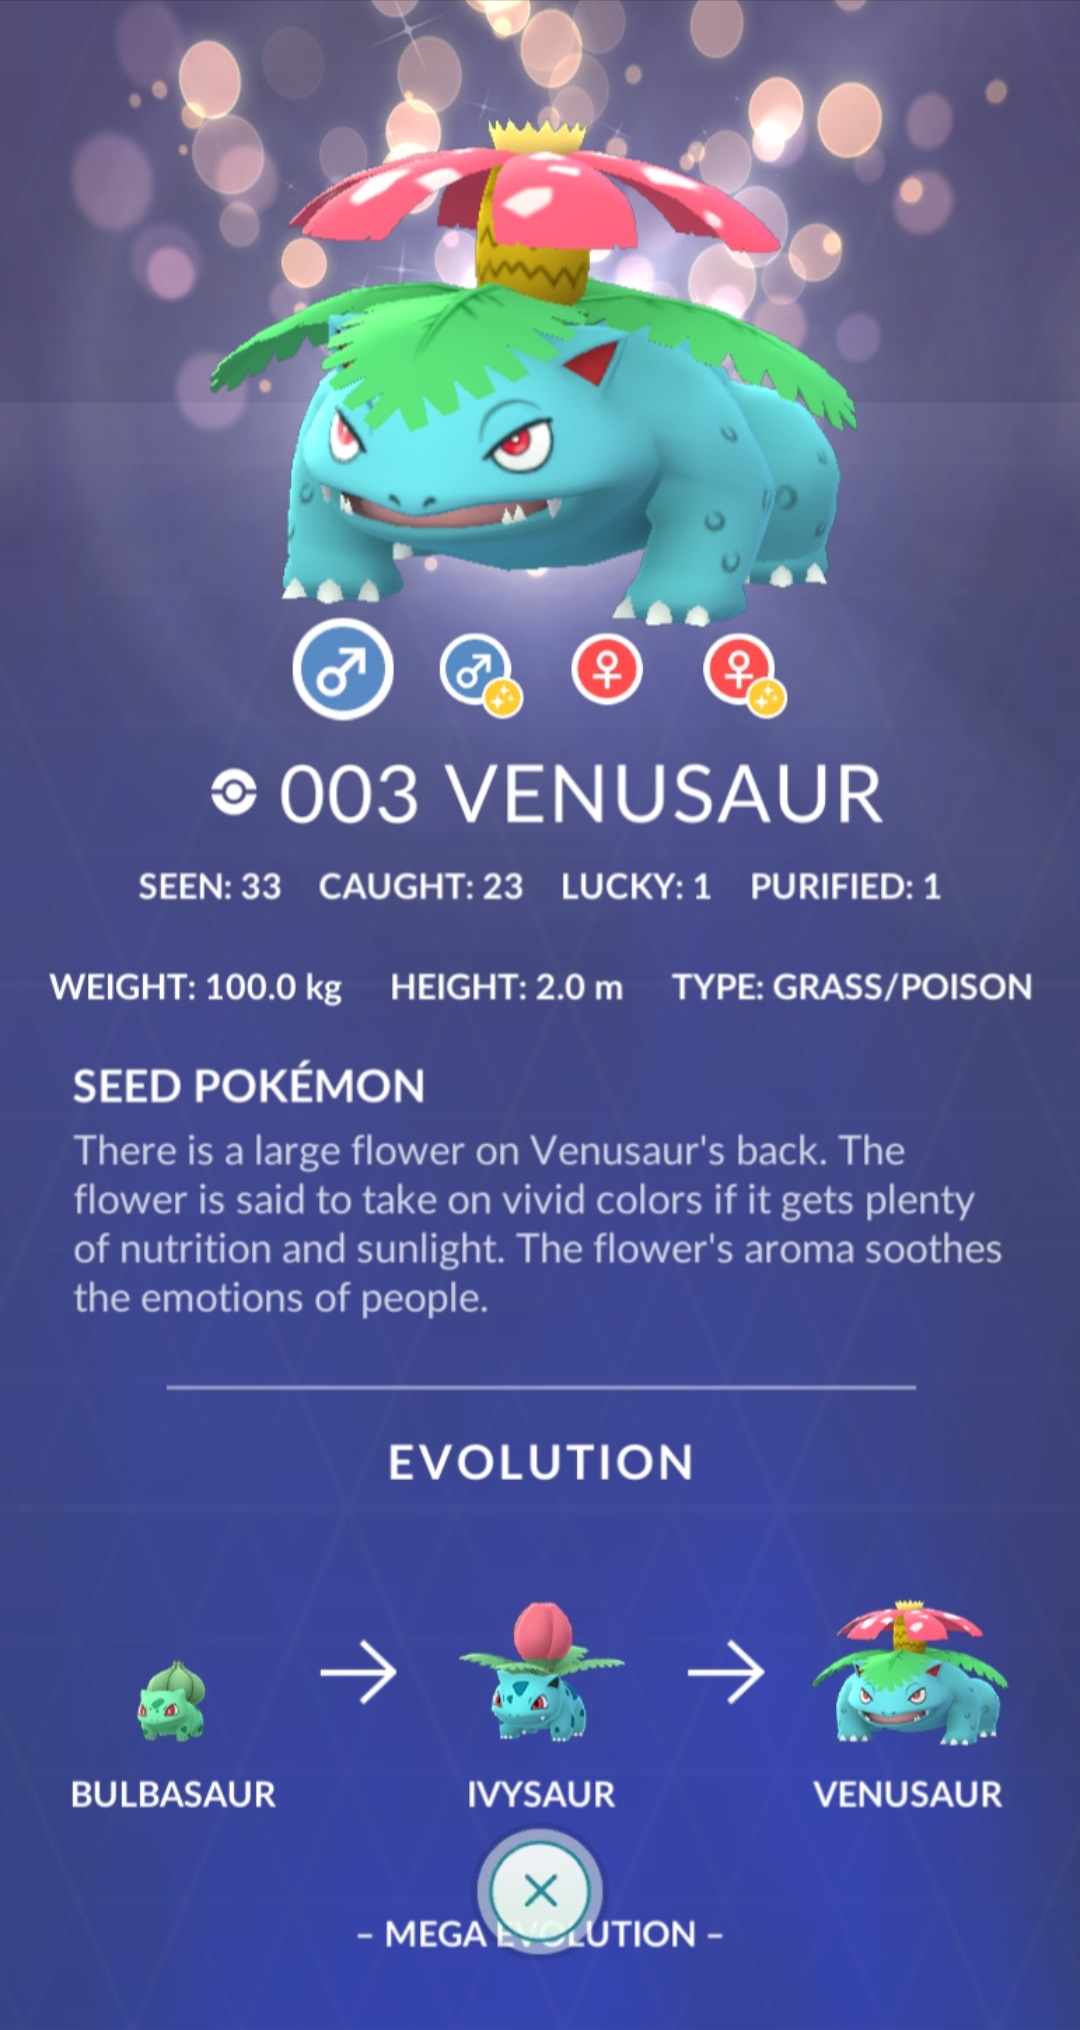 003 VENUSAUR
SEEN: 33 CAUGHT: 23 LUCKY: 1 PURIFIED: 1
WEIGHT: 100.0 kg HEIGHT: 2.0 m TYPE: GRASS/POISON
SEED POKÉMON
There is a large flower on Venusaur's back. The
flower is said to take on vivid colors if it gets plenty
of nutrition and sunlight. The flower's aroma soothes
the emotions of people.
EVOLUTION
BULBASAUR IVYSAUR VENUSAUR
– MEGA EVOLUTION –